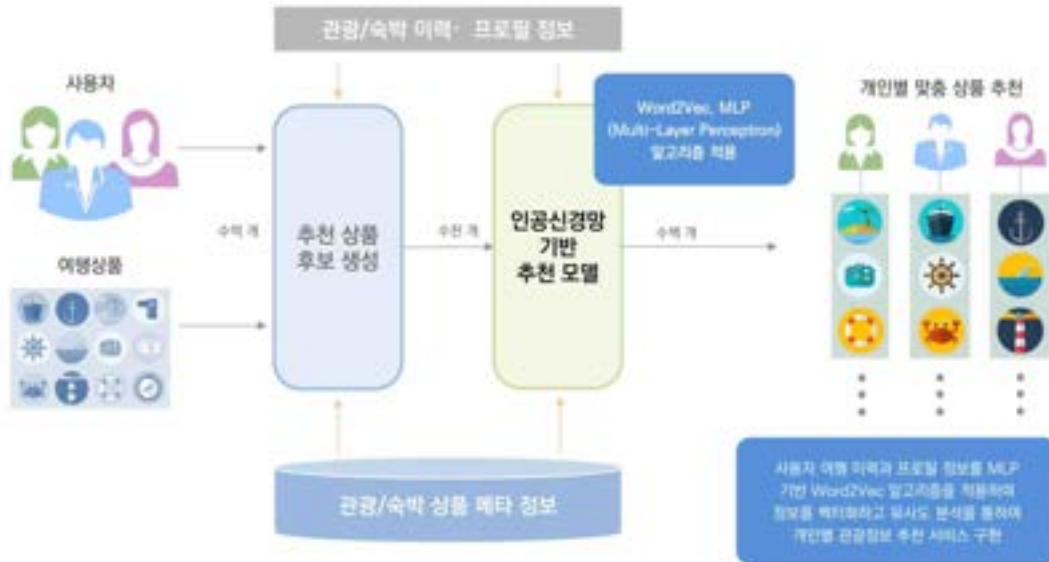 관광/숙박 이력· 프로필 정보
사용자
Word2Vec, MLP
(Multi-Layer Perception)
알고리즘 적용
개인별 맞춤 상품 추천
수억 개
추천 상품
후보 생성
수천 개
인공신경망
기반
추천 모델
수백 개
여행상품
관광/숙박 상품 메타 정보
사용자 여행 이력과 프로필 정보를 MLP
기반 Word2Vec 알고리즘을 적용하여
정보를 벡터화하고 유사도 분석을 통하여
개인별 관광정보 추천 서비스 구현